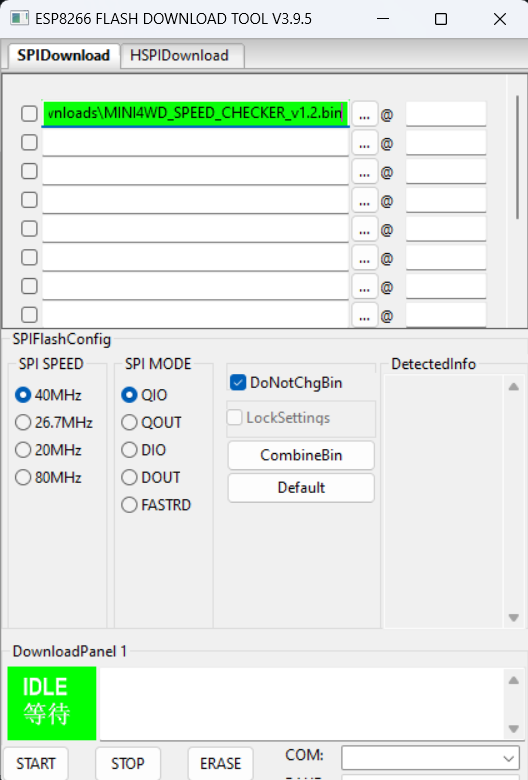 ESP8266 FLASH DOWNLOAD TOOL V3.9.5
SPIDownload HSPIDownload
vnloads\MINI4WD_SPEED_CHECKER_v1.2.bin ... @
... @
... @
... @
... @
... @
... @
... @
SPIFlashConfig
SPI SPEED
40MHz
26.7MHz
20MHz
80MHz
SPI MODE
QIO
QOUT
DIO
DOUT
FASTRD
DoNotChgBin
LockSettings
CombineBin
Default
DetectedInfo
DownloadPanel 1
IDLE
等待
START STOP ERASE COM: